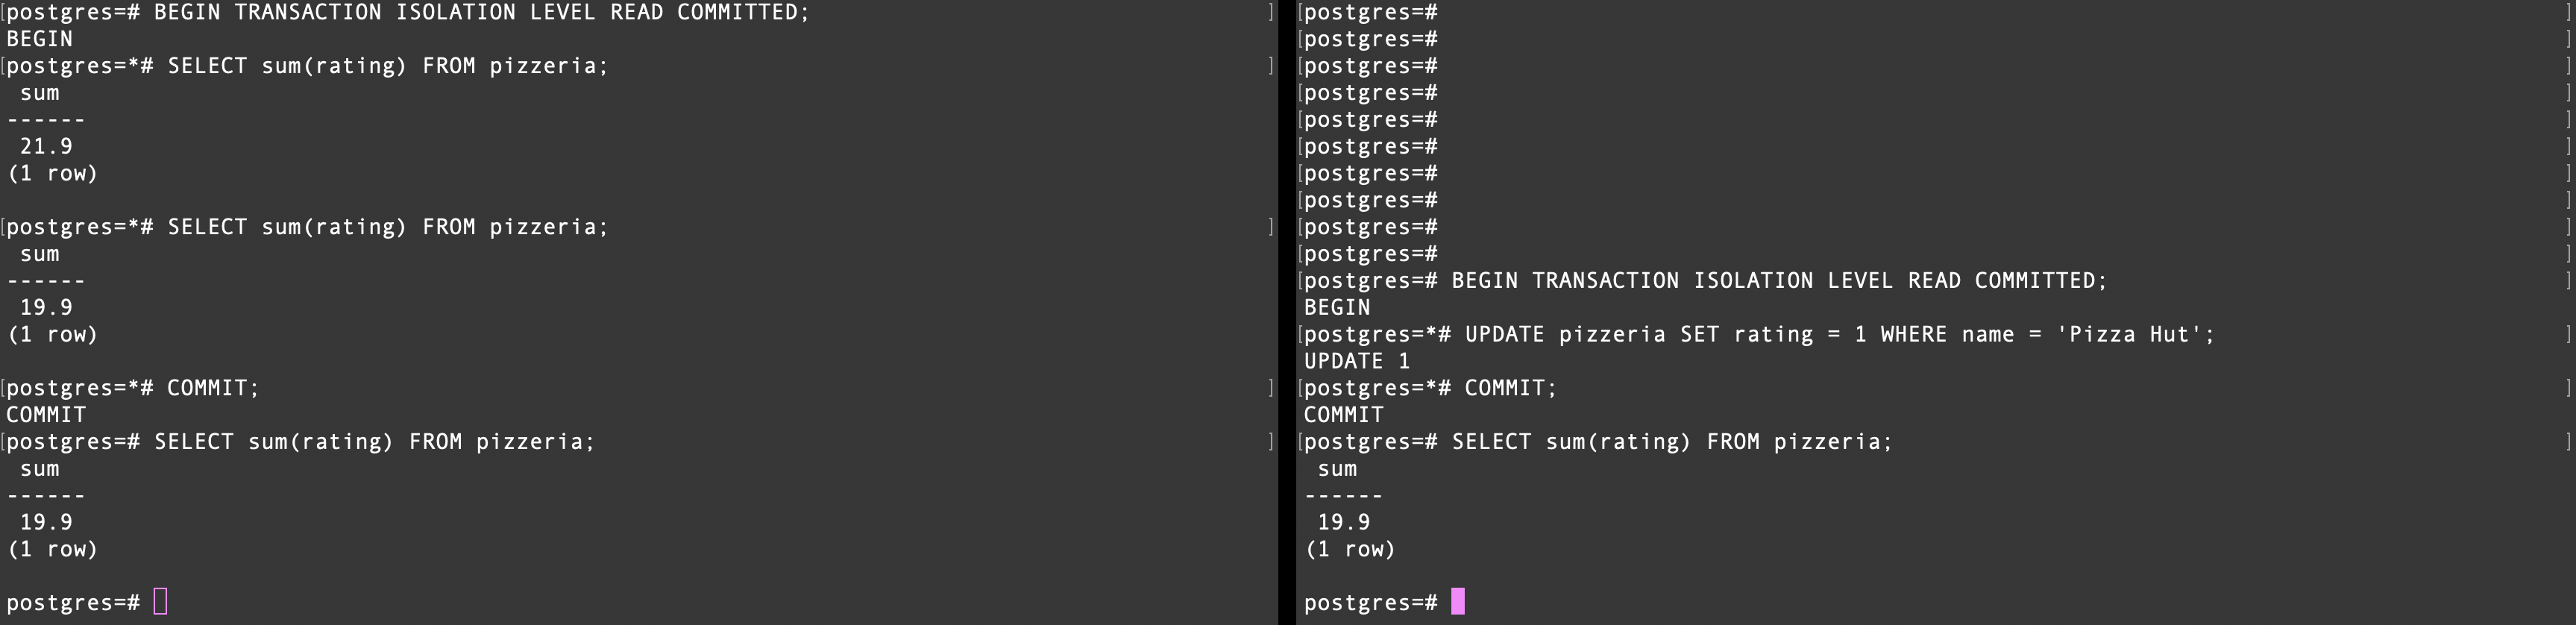 [postgres=# BEGIN TRANSACTION ISOLATION LEVEL READ COMMITTED; ]
BEGIN
[postgres=*# SELECT sum(rating) FROM pizzeria; ]
sum
------
21.9
(1 row)
[postgres=*# SELECT sum(rating) FROM pizzeria; ]
sum
------
19.9
(1 row)
[postgres=*# COMMIT; ]
COMMIT
[postgres=# SELECT sum(rating) FROM pizzeria; ]
sum
------
19.9
(1 row)
postgres=#
[postgres=# ]
[postgres=# ]
[postgres=# ]
[postgres=# ]
[postgres=# ]
[postgres=# ]
[postgres=# ]
[postgres=# ]
[postgres=# ]
[postgres=# ]
[postgres=# BEGIN TRANSACTION ISOLATION LEVEL READ COMMITTED; ]
BEGIN
[postgres=*# UPDATE pizzeria SET rating = 1 WHERE name = 'Pizza Hut'; ]
UPDATE 1
[postgres=*# COMMIT; ]
COMMIT
[postgres=# SELECT sum(rating) FROM pizzeria; ]
sum
------
19.9
(1 row)
postgres=#